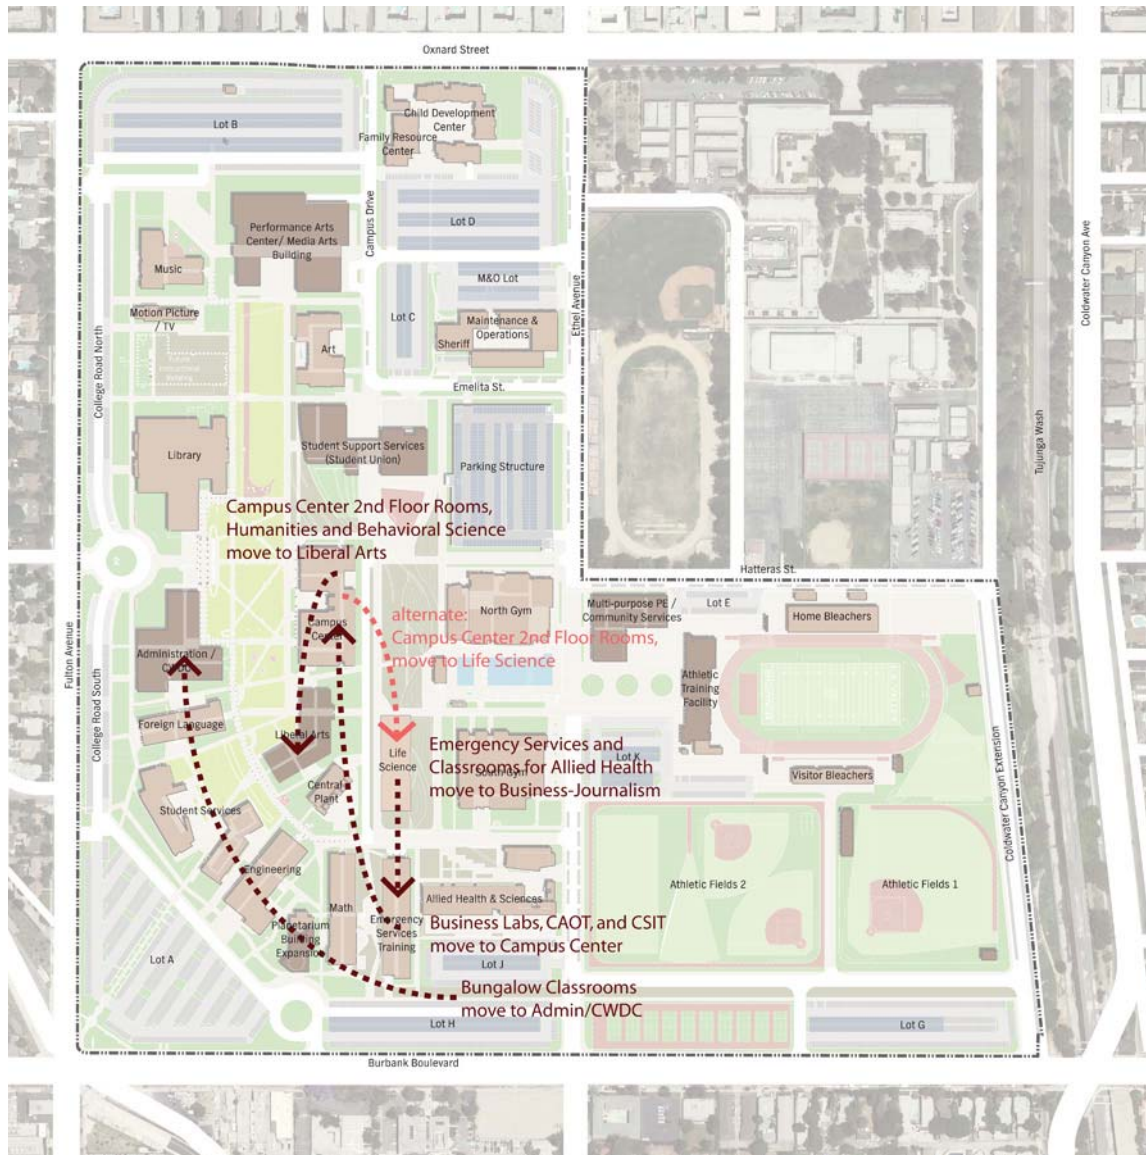 Oxnard Street
Lot B
Child Development
Center
Family Resource
Center
Campus Drive
Lot D
Performance Arts
Center/ Media Arts
Building
Music
M&O Lot
Ethel Avenue
Coldwater Canyon Ave
Motion Picture
/ TV
Lot C
Maintenance &
Operations
Sheriff
Art
College Road North
Future
Instructional
Building
Emelita St.
Student Support Services
(Student Union)
Library
Parking Structure
Tujunga Wash
Campus Center 2nd Floor Rooms,
Humanities and Behavioral Science
move to Liberal Arts
Hatteras St.
North Gym
Multi-purpose PE /
Community Services
Lot E
Home Bleachers
Campus
Center
alternate:
Campus Center 2nd Floor Rooms,
move to Life Science
Fulton Avenue
College Road South
Administration /
Athletic
Training
Facility
Foreign Language
Liberal Arts
Life
Science
Emergency Services and
Classrooms for Allied Health
move to Business-Journalism
South Gym
Lot K
Visitor Bleachers
Coldwater Canyon Extension
Central
Plant
Student Services
Engineering
Math
Allied Health & Sciences
Athletic Fields 2
Athletic Fields 1
Planetarium
Building
Expansion
Emergency
Services
Training
Business Labs, CAOT, and CSIT
move to Campus Center
Lot A
Lot J
Bungalow Classrooms
move to Admin/CWDC
Lot H
Lot G
Burbank Boulevard